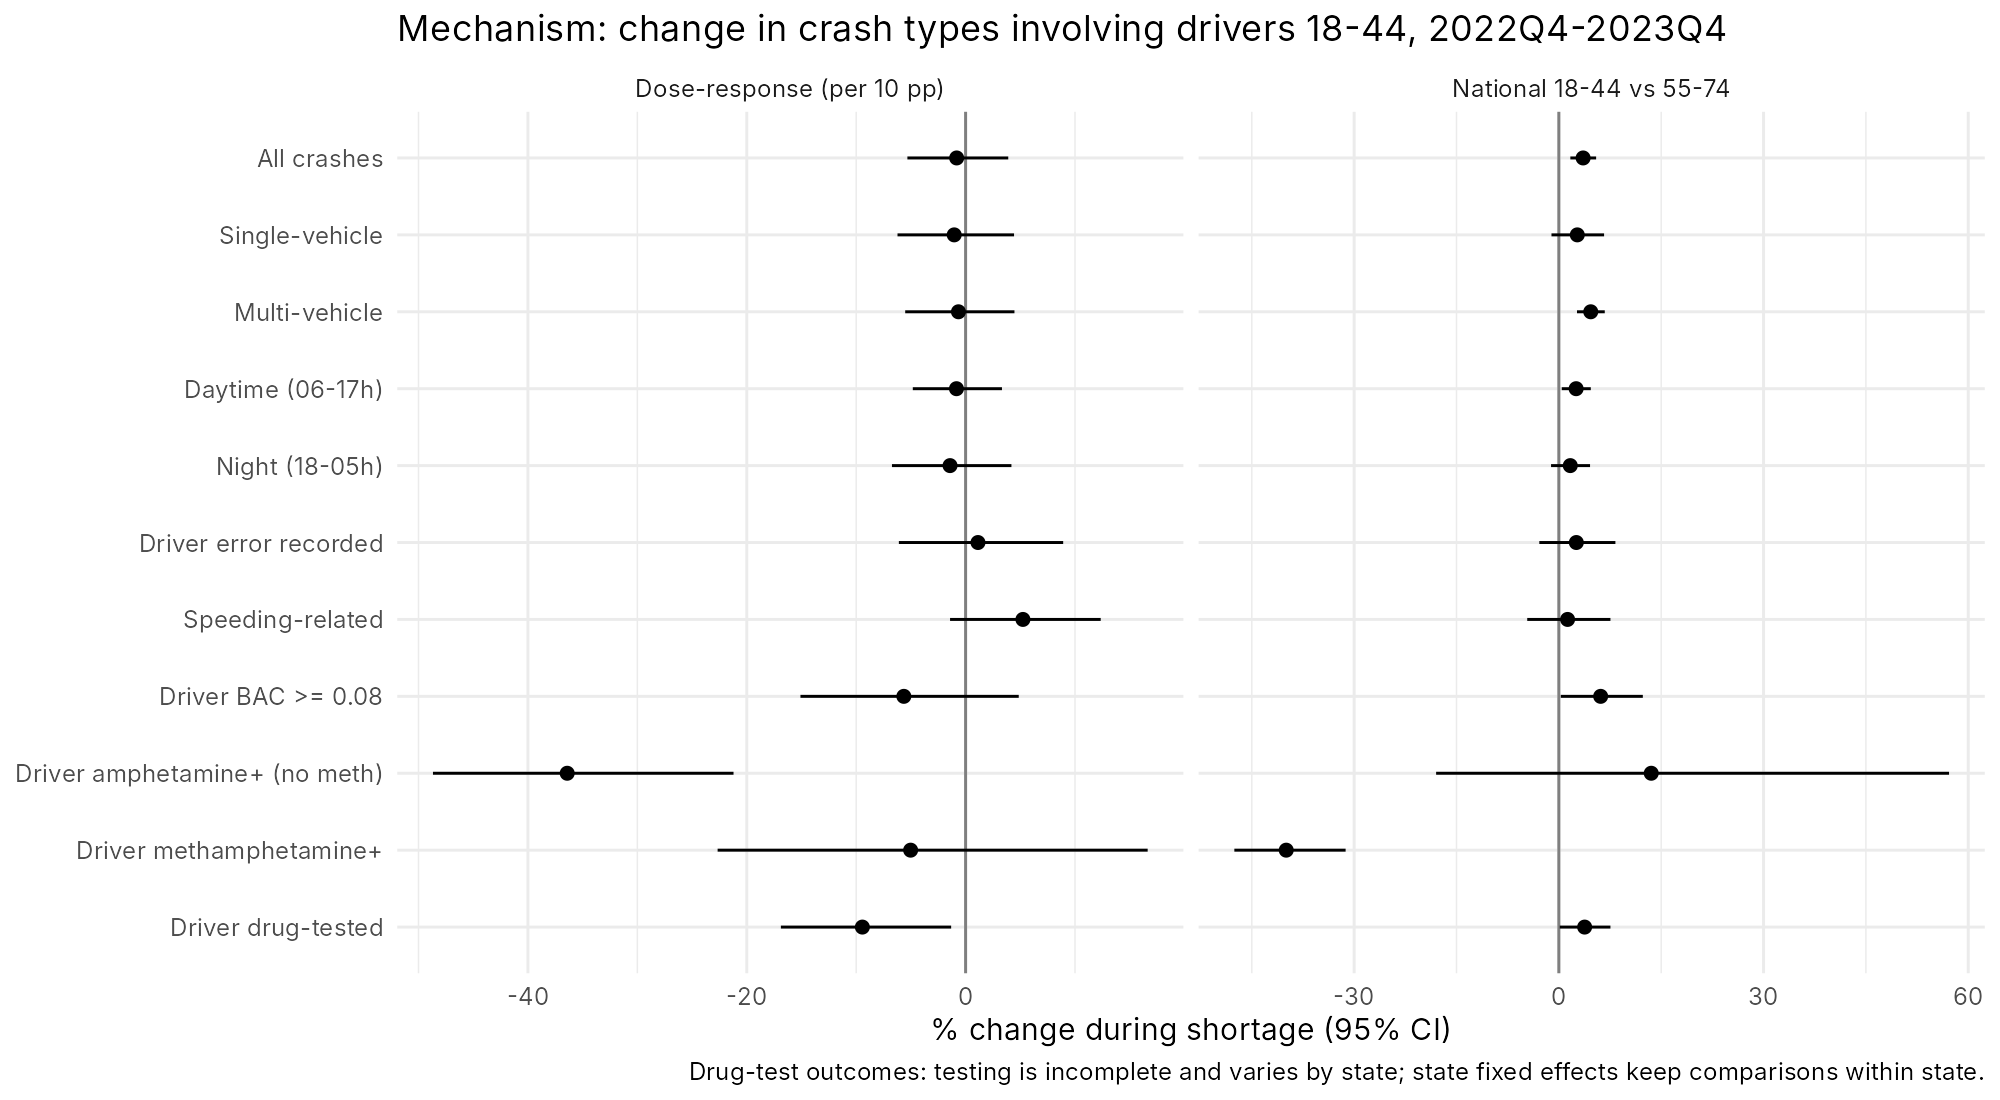 Mechanism: change in crash types involving drivers 18-44, 2022Q4-2023Q4
Dose-response (per 10 pp)
National 18-44 vs 55-74
All crashes
Single-vehicle
Multi-vehicle
Daytime (06-17h)
Night (18-05h)
Driver error recorded
Speeding-related
Driver BAC >= 0.08
Driver amphetamine+ (no meth)
Driver methamphetamine+
Driver drug-tested
-40 -20 0
-30 0 30 60
% change during shortage (95% CI)
Drug-test outcomes: testing is incomplete and varies by state; state fixed effects keep comparisons within state.